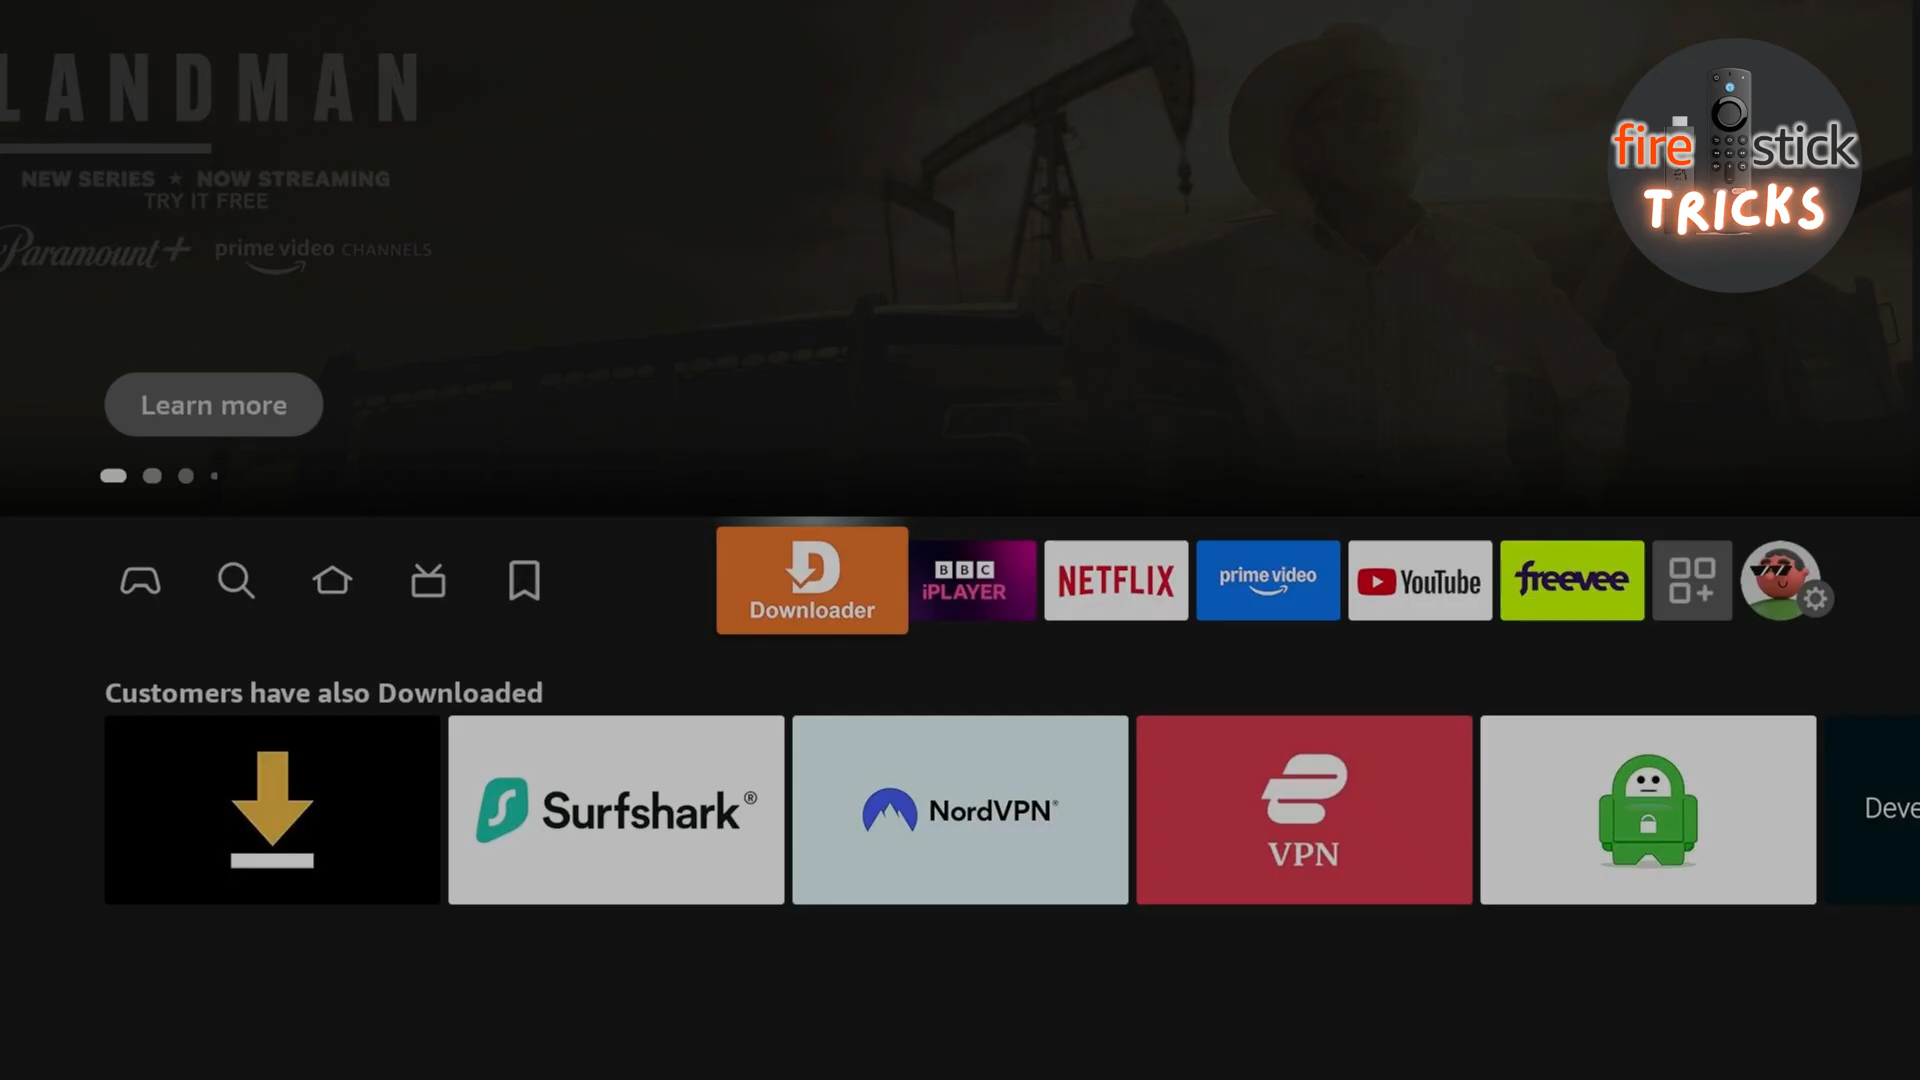 LANDMAN
NEW SERIES ★ NOW STREAMING
TRY IT FREE
Paramount+ prime video CHANNELS
fire stick
TRICKS
Learn more
Downloader
BBC
iPLAYER
NETFLIX
prime video
YouTube
freevee
Customers have also Downloaded
Surfshark®
NordVPN®
VPN
Deve